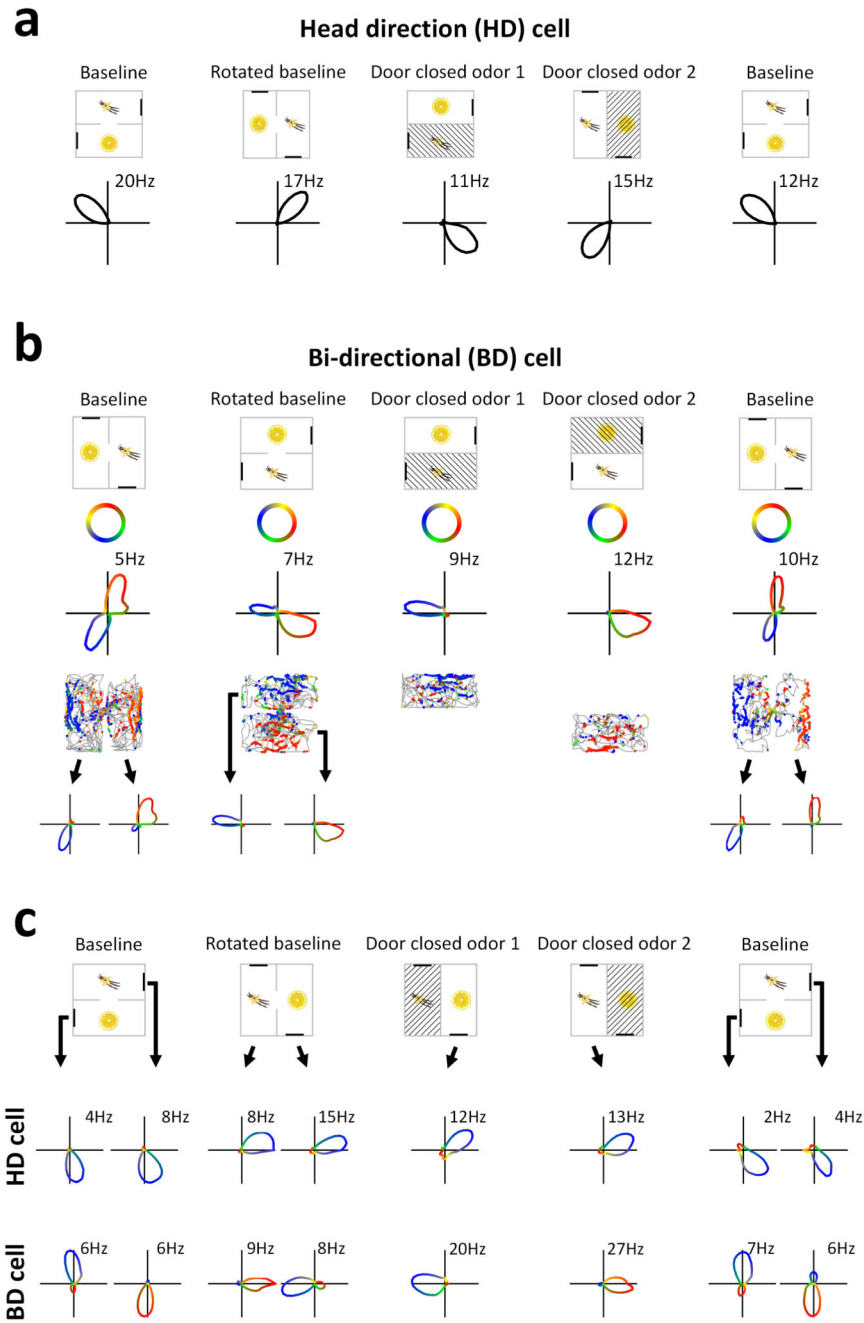 a
Head direction (HD) cell
Baseline Rotated baseline Door closed odor 1 Door closed odor 2 Baseline
20Hz 17Hz 11Hz 15Hz 12Hz
b
Bi-directional (BD) cell
Baseline Rotated baseline Door closed odor 1 Door closed odor 2 Baseline
5Hz 7Hz 9Hz 12Hz 10Hz
c
Baseline Rotated baseline Door closed odor 1 Door closed odor 2 Baseline
HD cell
4Hz 8Hz 8Hz 15Hz 12Hz 13Hz 2Hz 4Hz
BD cell
6Hz 6Hz 9Hz 8Hz 20Hz 27Hz 7Hz 6Hz